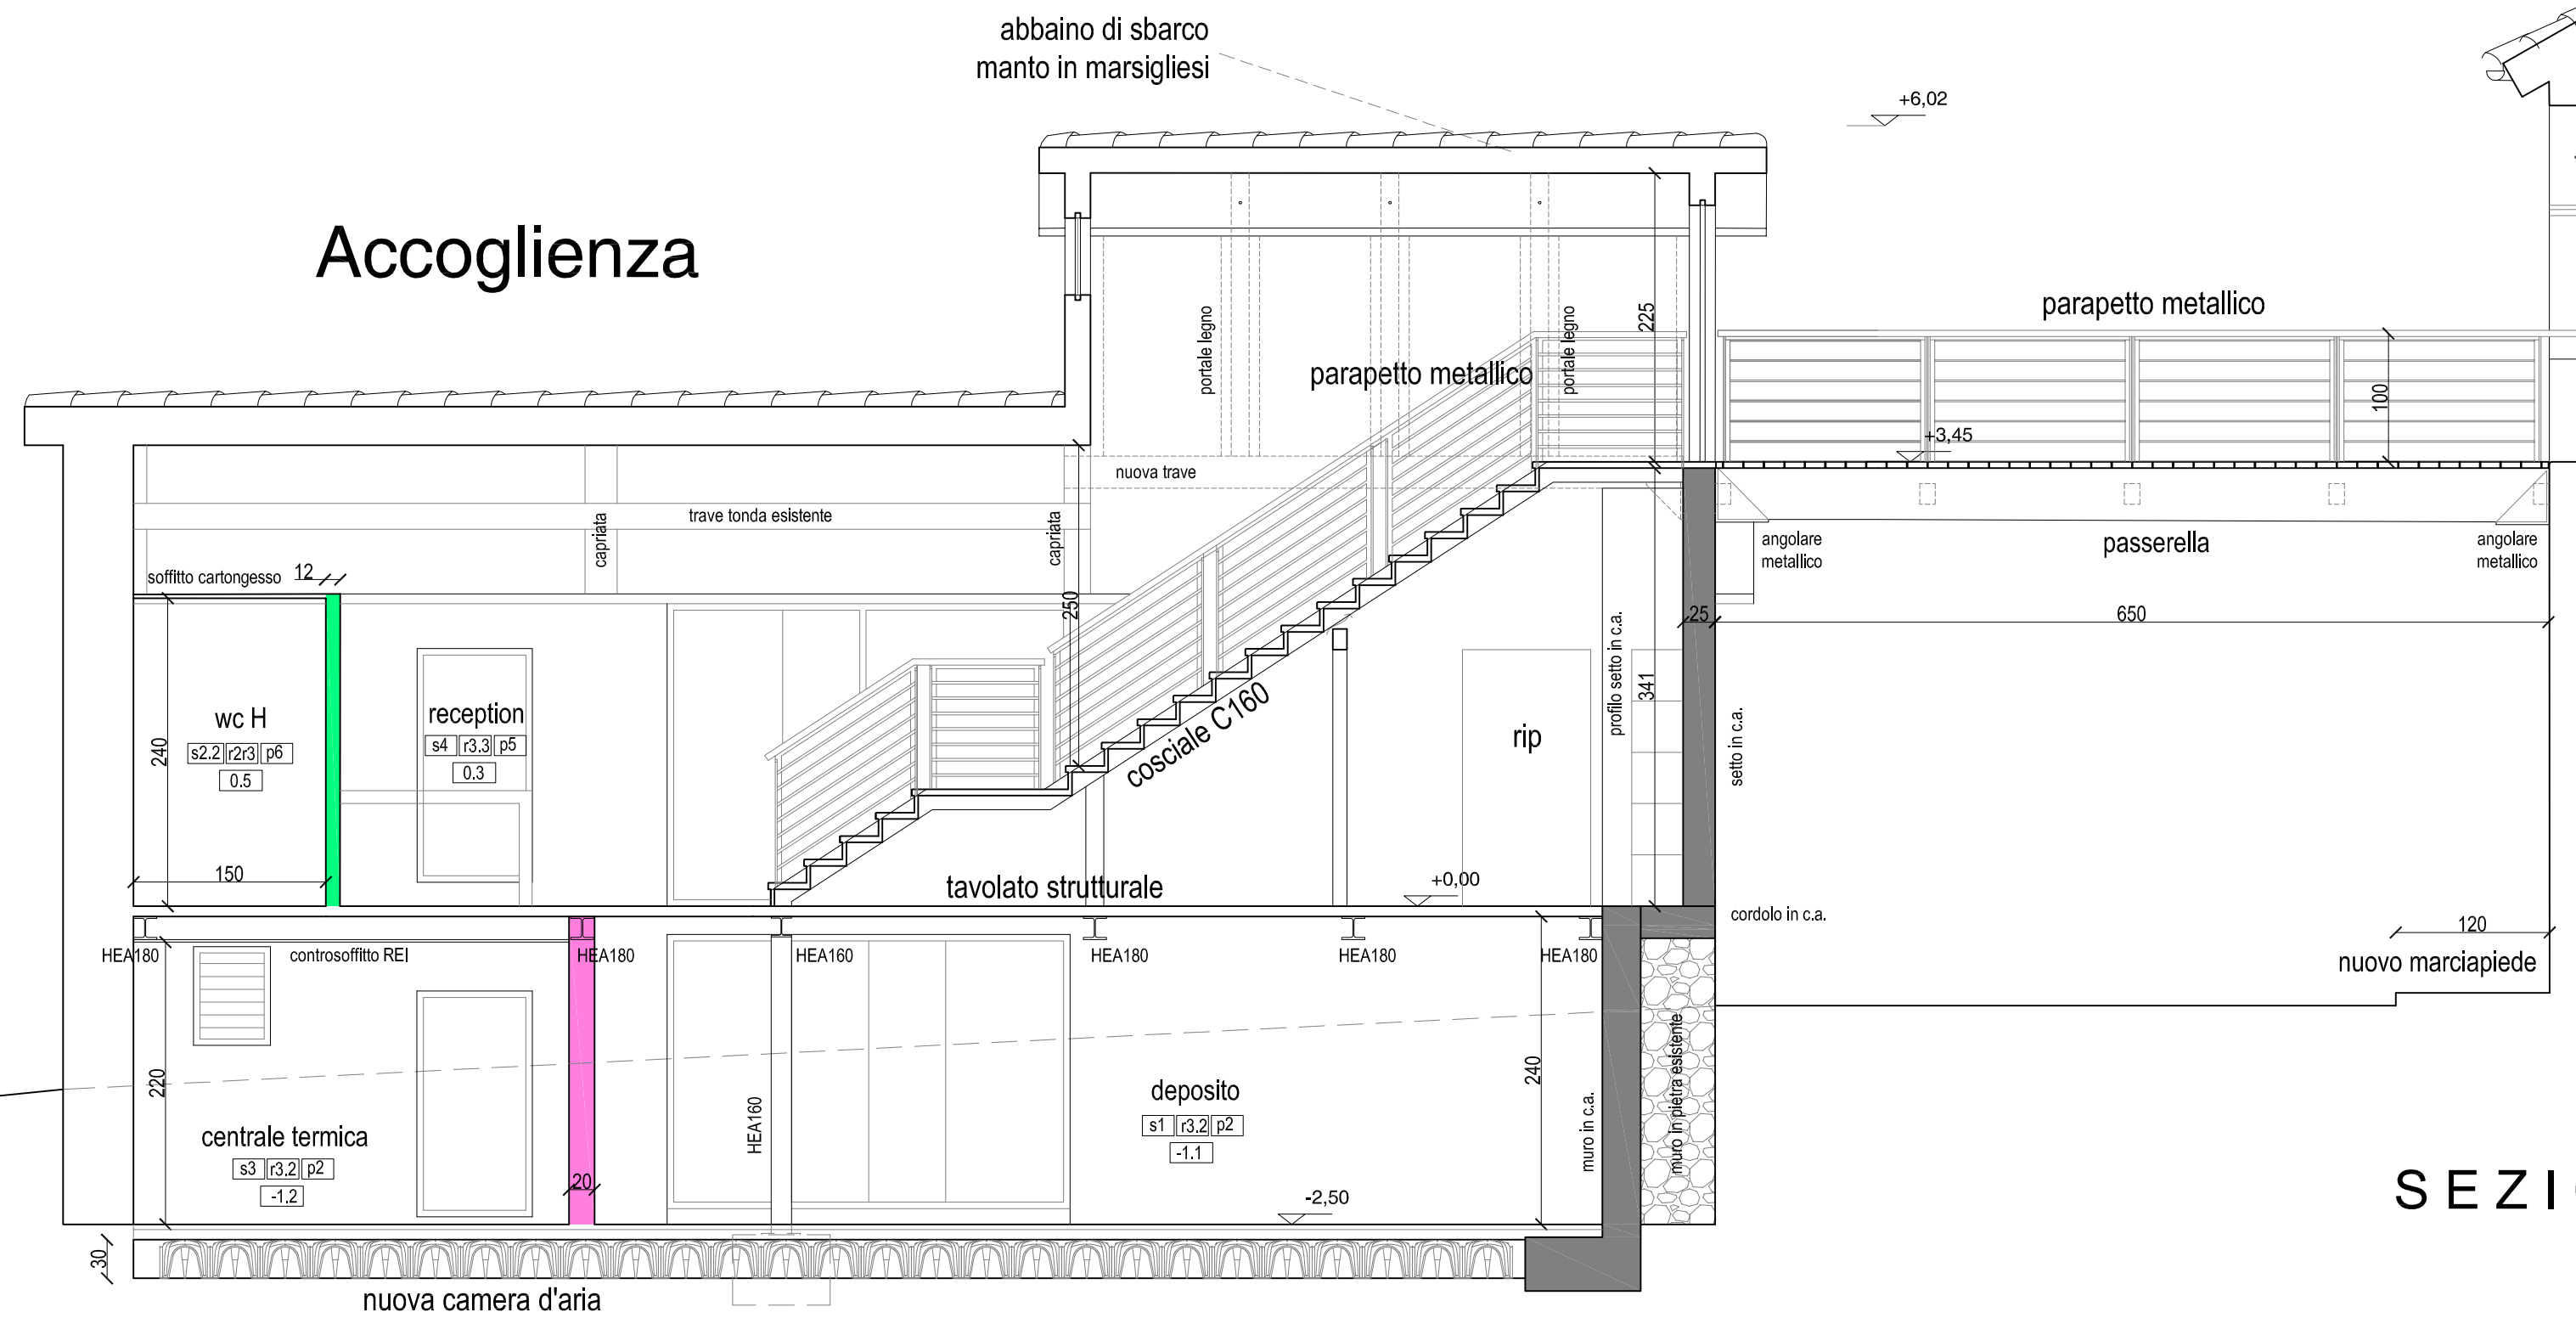 abbaino di sbarco
manto in marsigliesi
+6,02
Accoglienza
parapetto metallico
portale legno
portale legno
225
parapetto metallico
100
+3,45
nuova trave
trave tonda esistente
capriata
capriata
angolare
metallico
passerella
angolare
metallico
soffitto cartongesso
12
250
25
650
profilo setto in c.a.
341
wc H
s2.2 r2r3 p6
0.5
240
reception
s4 r3.3 p5
0.3
cosciale C160
rip
setto in c.a.
150
tavolato strutturale
+0,00
cordolo in c.a.
120
nuovo marciapiede
HEA180
controsoffitto REI
HEA180
HEA160
HEA180
HEA180
HEA180
220
centrale termica
s3 r3.2 p2
-1.2
20
HEA160
deposito
s1 r3.2 p2
-1.1
240
muro in c.a.
muro in pietra esistente
-2,50
SEZI
30
nuova camera d'aria